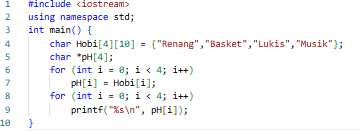 1 #include <iostream>
2 using namespace std;
3 int main() {
4 char Hobi[4][10] = {"Renang","Basket","Lukis","Musik"};
5 char *pH[4];
6 for (int i = 0; i < 4; i++)
7 pH[i] = Hobi[i];
8 for (int i = 0; i < 4; i++)
9 printf("%s\n", pH[i]);
10 }